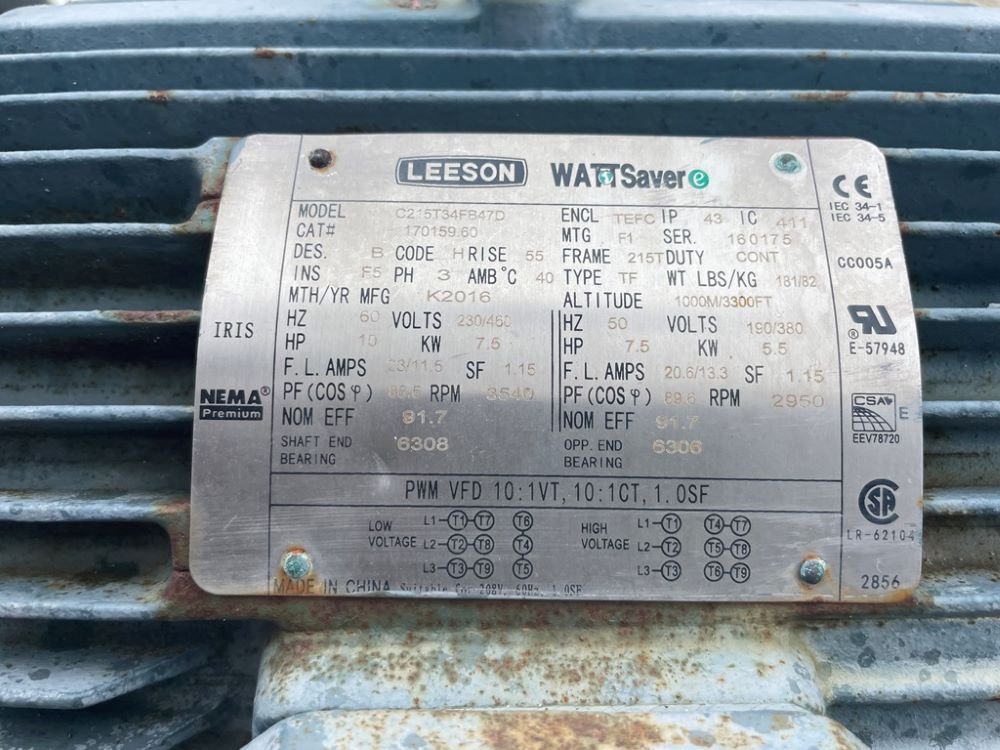 LEESON WATTSaver e
MODEL C215T34FB47D
CAT# 170159.60
DES. B CODE H RISE 55
INS F5 PH 3 AMB°C 40
MTH/YR MFG K2016
ENCL TEFC IP 43 IC 411
MTG F1 SER. 160175
FRAME 215T DUTY CONT
TYPE TF WT LBS/KG 181/82
ALTITUDE 1000M/3300FT
HZ 60 VOLTS 230/460
HP 10 KW 7.5
F.L. AMPS 23/11.5 SF 1.15
PF(COSφ) 88.5 RPM 3540
NOM EFF 91.7
SHAFT END BEARING 6308
HZ 50 VOLTS 190/380
HP 7.5 KW 5.5
F.L. AMPS 20.6/13.3 SF 1.15
PF(COSφ) 89.6 RPM 2950
NOM EFF 91.7
OPP. END BEARING 6306
PWM VFD 10:1VT, 10:1CT, 1.0SF
LOW VOLTAGE
L1-T1-T7 T6
L2-T2-T8 T4
L3-T3-T9 T5
HIGH VOLTAGE
L1-T1 T4-T7
L2-T2 T5-T8
L3-T3 T6-T9
MADE IN CHINA Suitable for 208V, 60Hz, 1.0SF
IRIS
NEMA®
Premium
CE
IEC 34-1
IEC 34-5
CC005A
®RU
E-57948
CSA E
EEV78720
CSA
LR-62104
2856